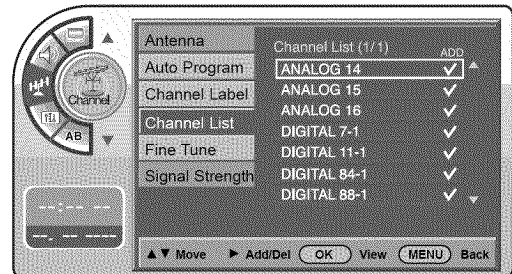 Channel
AB
--:-- --
--. -- ----
Antenna
Auto Program
Channel Label
Channel List
Fine Tune
Signal Strength
Channel List (1/1) ADD
ANALOG 14 ✓
ANALOG 15 ✓
ANALOG 16 ✓
DIGITAL 7-1 ✓
DIGITAL 11-1 ✓
DIGITAL 84-1 ✓
DIGITAL 88-1 ✓
▲▼ Move ► Add/Del OK View MENU Back